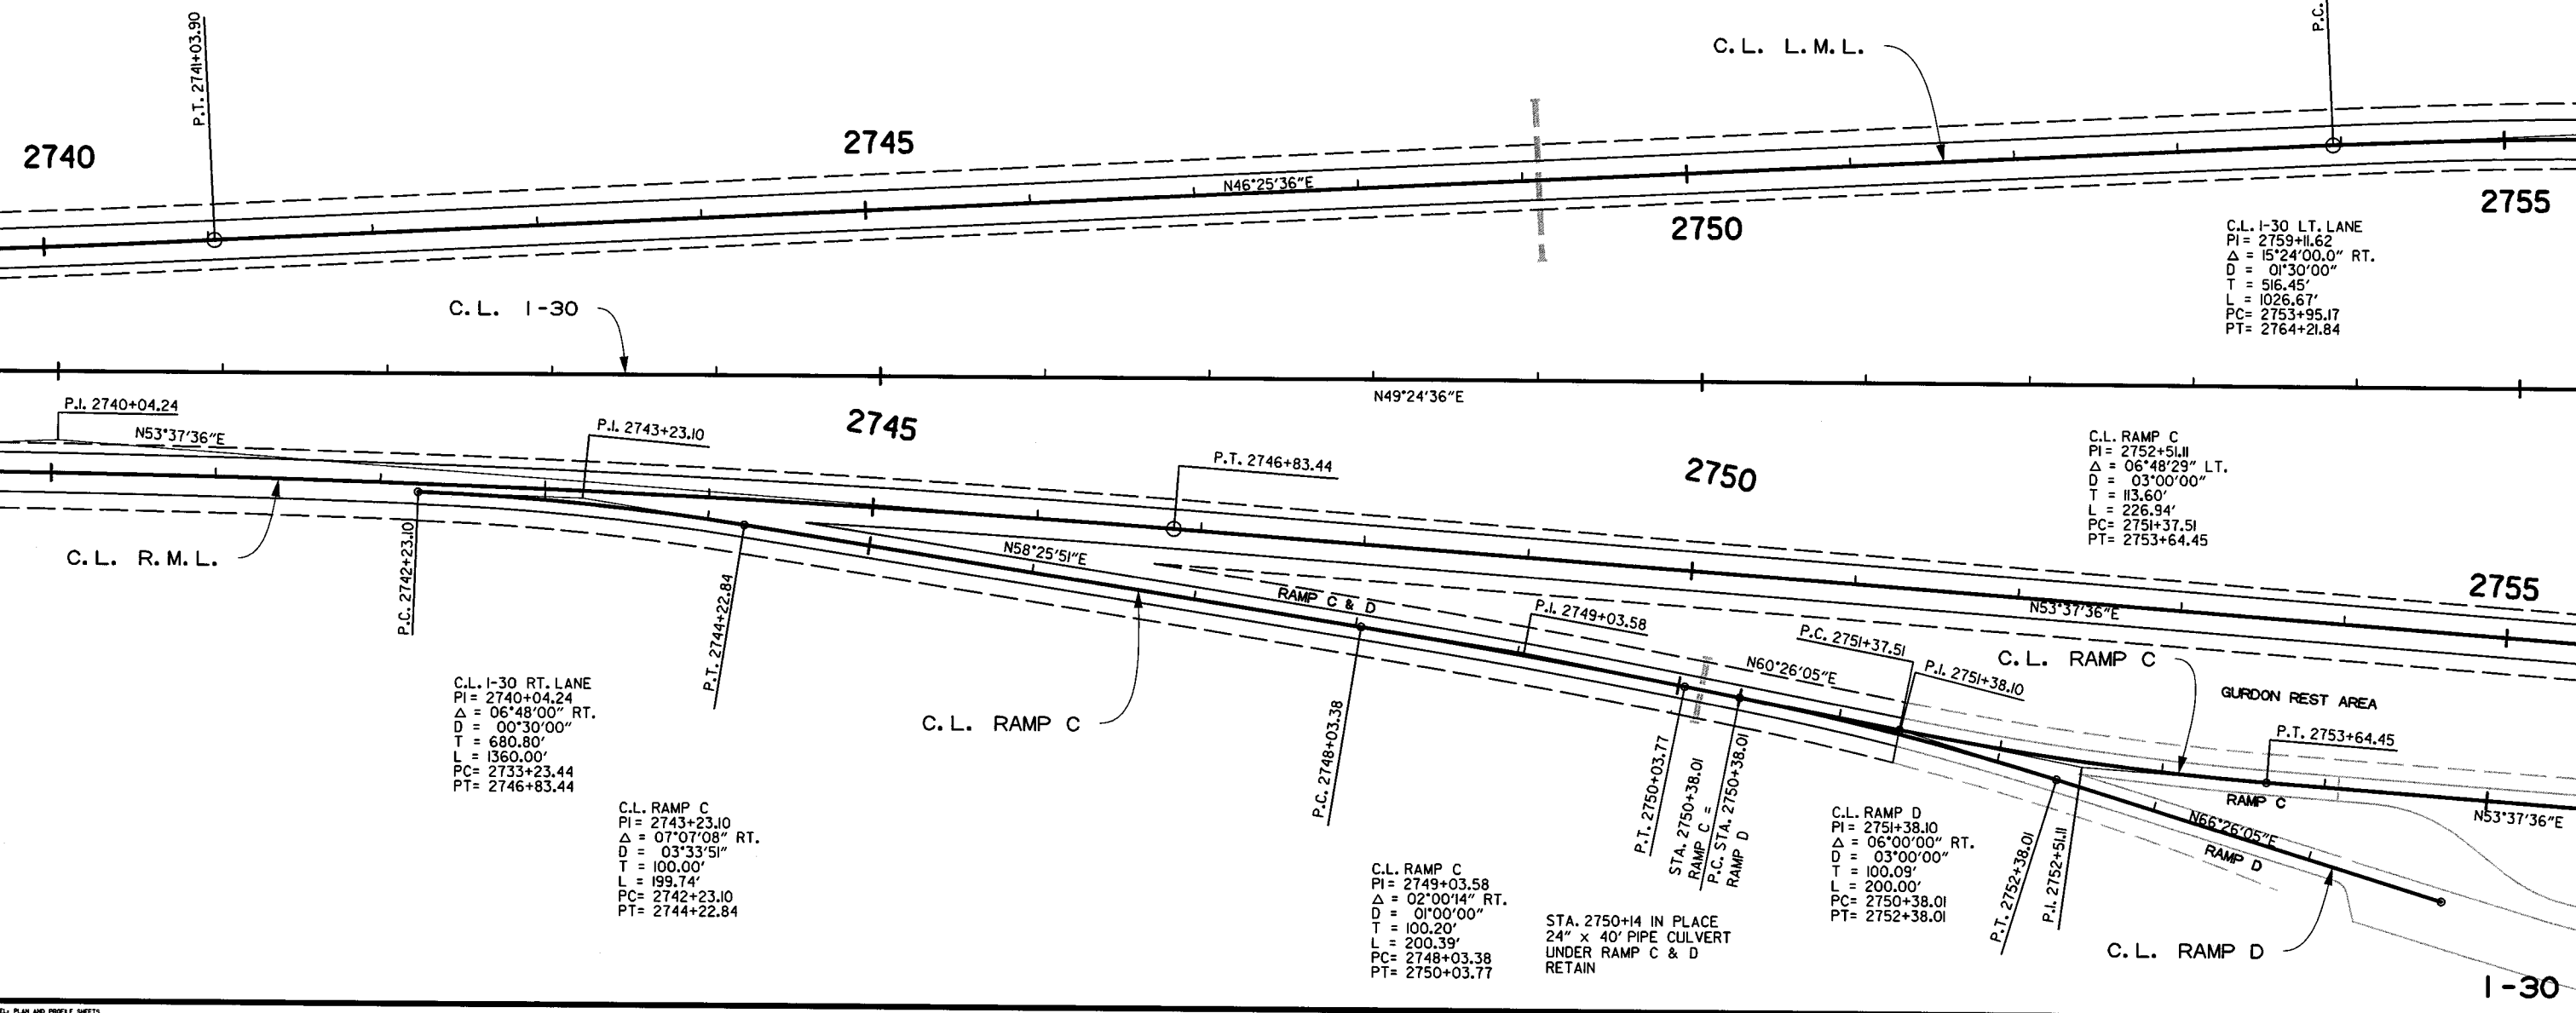 P.T. 2741+03.90
P.C.
C.L. L.M.L.
2740
2745
N46°25'36"E
2750
2755
C.L. I-30 LT. LANE
PI = 2759+11.62
Δ = 15°24'00.0" RT.
D = 01°30'00"
T = 516.45'
L = 1026.67'
PC= 2753+95.17
PT= 2764+21.84
C.L. I-30
N49°24'36"E
P.I. 2740+04.24
N53°37'36"E
P.I. 2743+23.10
2745
P.T. 2746+83.44
2750
C.L. RAMP C
PI = 2752+51.11
Δ = 06°48'29" LT.
D = 03°00'00"
T = 113.60'
L = 226.94'
PC= 2751+37.51
PT= 2753+64.45
2755
C.L. R.M.L.
P.C. 2742+23.10
P.T. 2744+22.84
N58°25'51"E
RAMP C & D
P.I. 2749+03.58
P.C. 2751+37.51
N53°37'36"E
N60°26'05"E
P.I. 2751+38.10
C.L. RAMP C
GURDON REST AREA
P.T. 2753+64.45
C.L. I-30 RT. LANE
PI = 2740+04.24
Δ = 06°48'00" RT.
D = 00°30'00"
T = 680.80'
L = 1360.00'
PC= 2733+23.44
PT= 2746+83.44
C.L. RAMP C
P.C. 2748+03.38
P.T. 2750+03.77
STA. 2750+38.01
RAMP C =
P.C. STA. 2750+38.01
RAMP D
C.L. RAMP C
PI = 2743+23.10
Δ = 07°07'08" RT.
D = 03°33'51"
T = 100.00'
L = 199.74'
PC= 2742+23.10
PT= 2744+22.84
C.L. RAMP C
PI = 2749+03.58
Δ = 02°00'14" RT.
D = 01°00'00"
T = 100.20'
L = 200.39'
PC= 2748+03.38
PT= 2750+03.77
STA. 2750+14 IN PLACE
24" x 40' PIPE CULVERT
UNDER RAMP C & D
RETAIN
C.L. RAMP D
PI = 2751+38.10
Δ = 06°00'00" RT.
D = 03°00'00"
T = 100.09'
L = 200.00'
PC= 2750+38.01
PT= 2752+38.01
P.T. 2752+38.01
P.I. 2752+51.11
RAMP C
N53°37'36"E
N66°26'05"E
RAMP D
C.L. RAMP D
I-30
PLAN AND PROFILE SHEETS